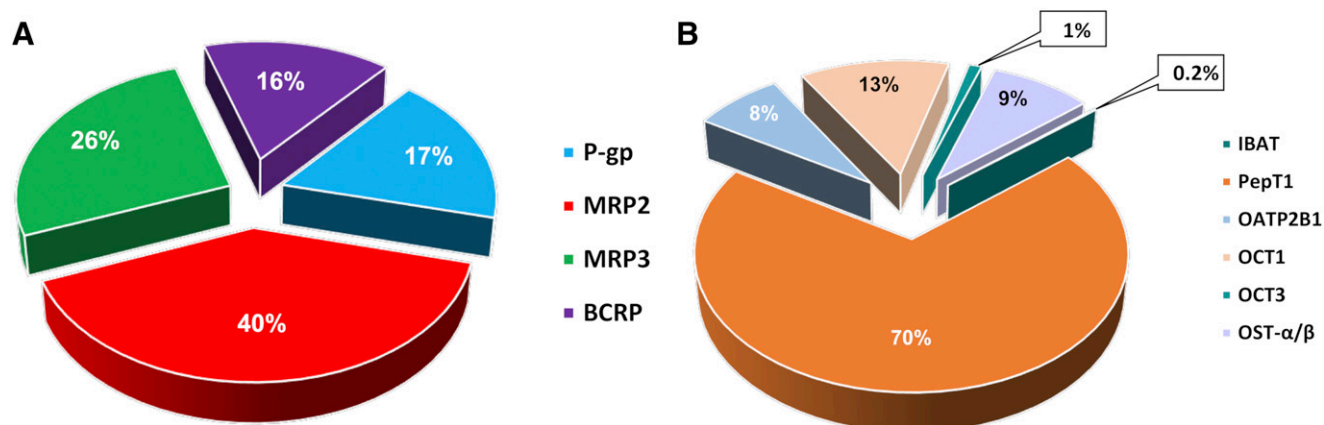 A
16%
26%
17%
40%
P-gp
MRP2
MRP3
BCRP
B
1%
0.2%
13%
9%
8%
70%
IBAT
PepT1
OATP2B1
OCT1
OCT3
OST-α/β